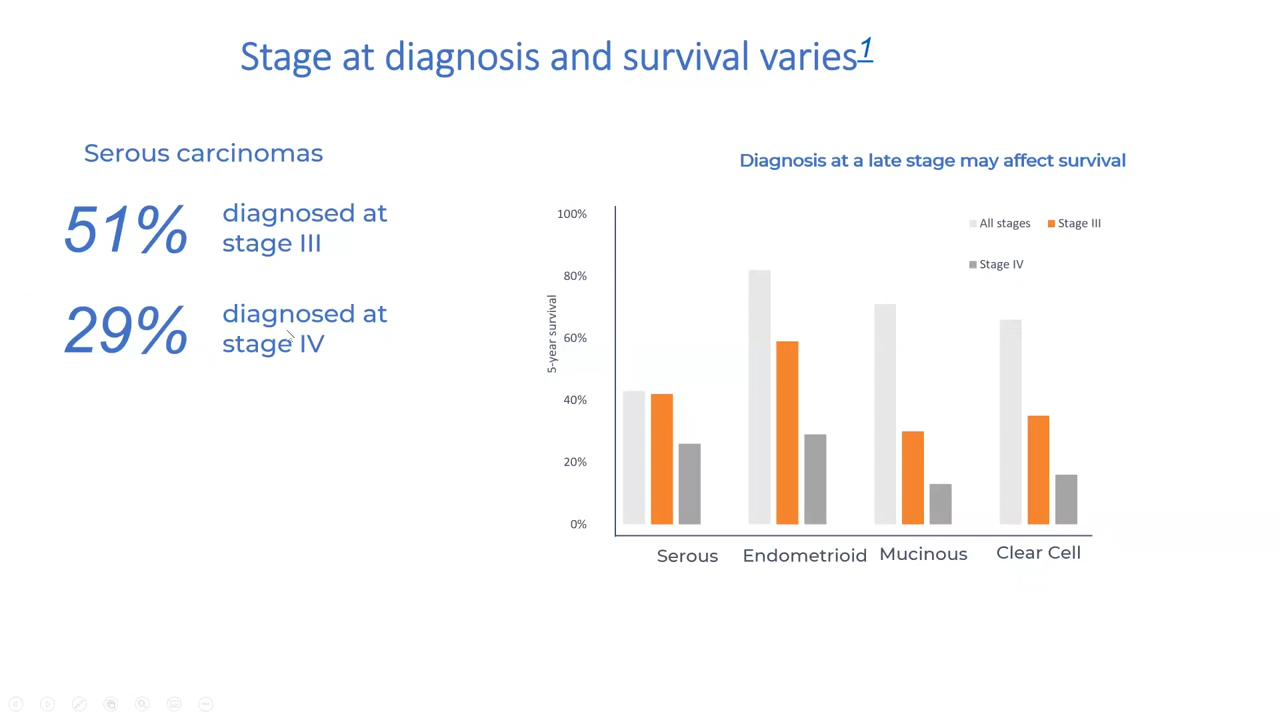 Stage at diagnosis and survival varies1
Serous carcinomas
51%
diagnosed at
stage III
29%
diagnosed at
stage IV
Diagnosis at a late stage may affect survival
All stages
Stage III
Stage IV
5-year survival
100%
80%
60%
40%
20%
0%
Serous
Endometrioid
Mucinous
Clear Cell